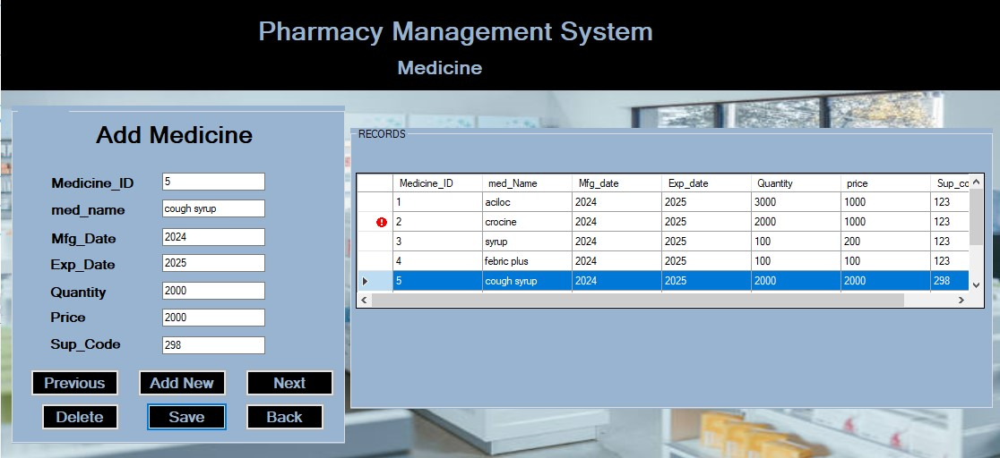 Pharmacy Management System
Medicine
Add Medicine
Medicine_ID 5
med_name cough syrup
Mfg_Date 2024
Exp_Date 2025
Quantity 2000
Price 2000
Sup_Code 298
Previous Add New Next
Delete Save Back
RECORDS
Medicine_ID med_Name Mfg_date Exp_date Quantity price Sup_co
1 aciloc 2024 2025 3000 1000 123
2 crocine 2024 2025 2000 1000 123
3 syrup 2024 2025 100 200 123
4 febric plus 2024 2025 100 100 123
5 cough syrup 2024 2025 2000 2000 298